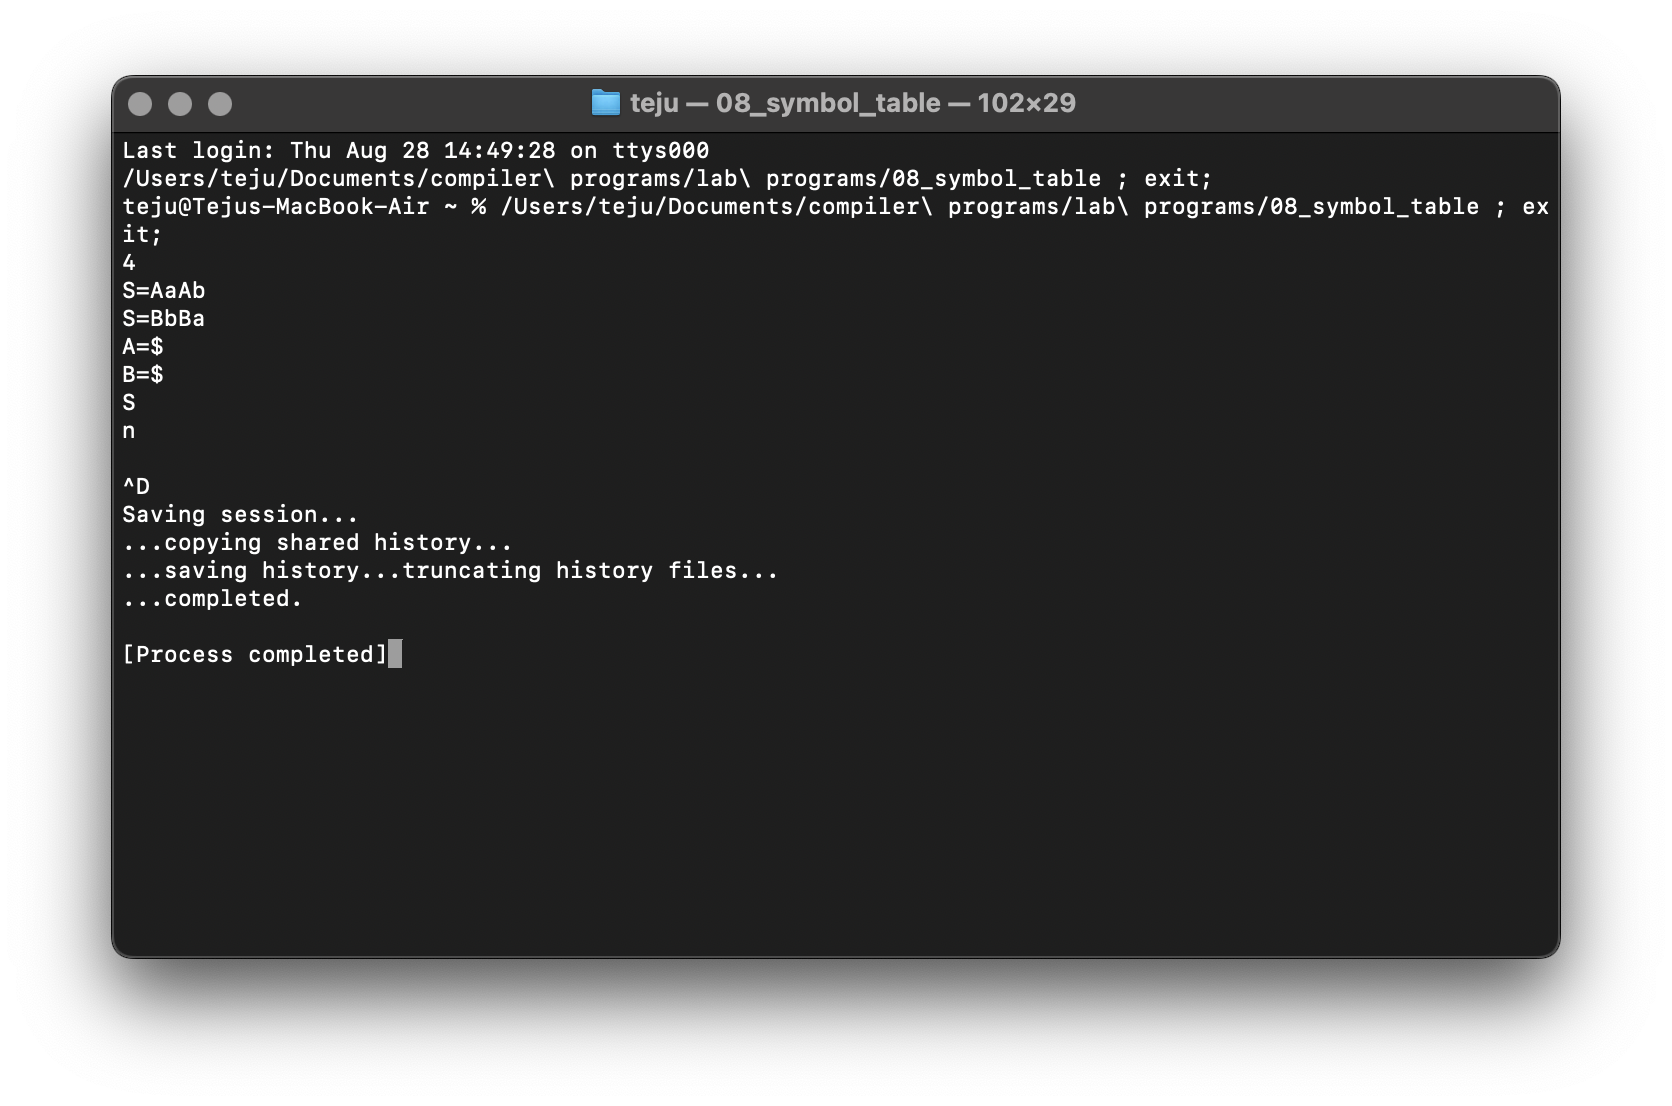 teju — 08_symbol_table — 102×29
Last login: Thu Aug 28 14:49:28 on ttys000
/Users/teju/Documents/compiler\ programs/lab\ programs/08_symbol_table ; exit;
teju@Tejus-MacBook-Air ~ % /Users/teju/Documents/compiler\ programs/lab\ programs/08_symbol_table ; ex
it;
4
S=AaAb
S=BbBa
A=$
B=$
S
n
^D
Saving session...
...copying shared history...
...saving history...truncating history files...
...completed.
[Process completed]